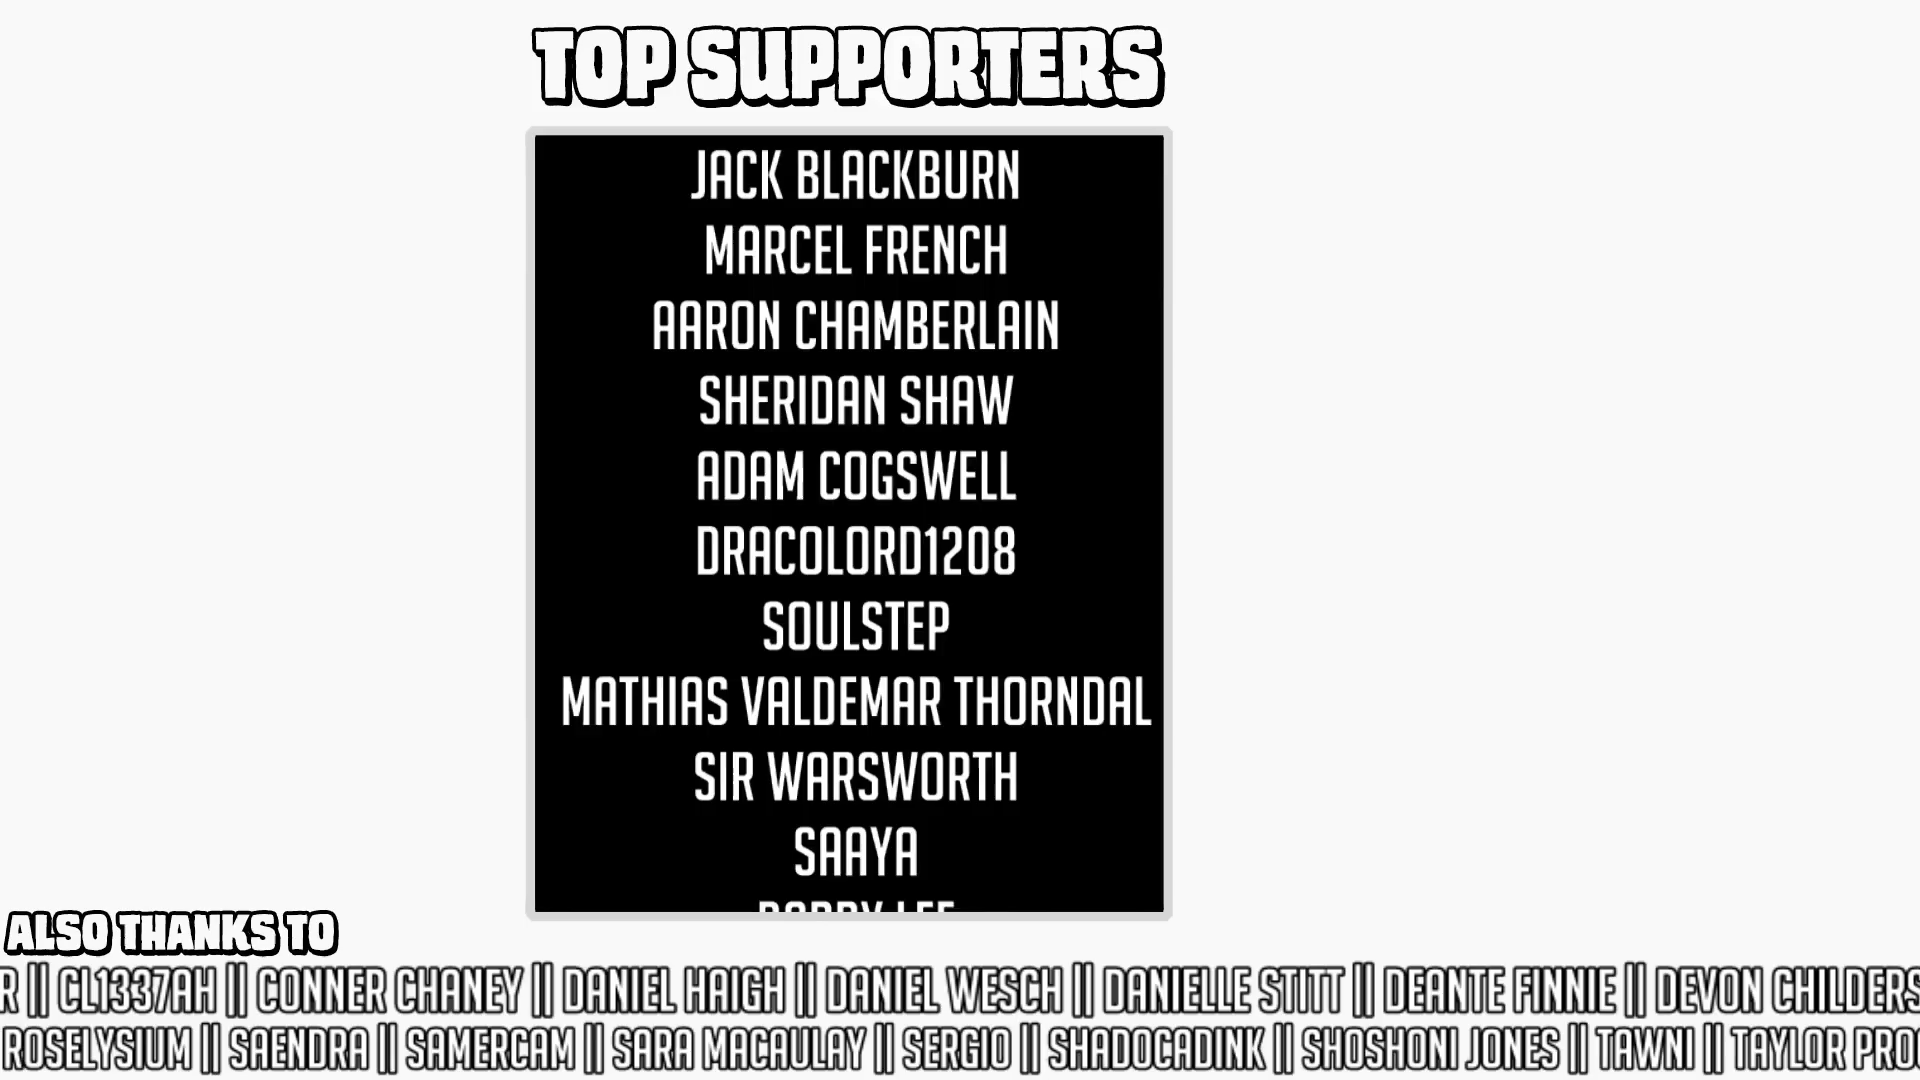 TOP SUPPORTERS
JACK BLACKBURN
MARCEL FRENCH
AARON CHAMBERLAIN
SHERIDAN SHAW
ADAM COGSWELL
DRACOLORD1208
SOULSTEP
MATHIAS VALDEMAR THORNDAL
SIR WARSWORTH
SAAYA
ALSO THANKS TO
R || CL1337AH || CONNER CHANEY || DANIEL HAIGH || DANIEL WESCH || DANIELLE STITT || DEANTE FINNIE || DEVON CHILDERS
ROSELYSIUM || SAENDRA || SAMERCAM || SARA MACAULAY || SERGIO || SHADOCADINK || SHOSHONI JONES || TAWNI || TAYLOR